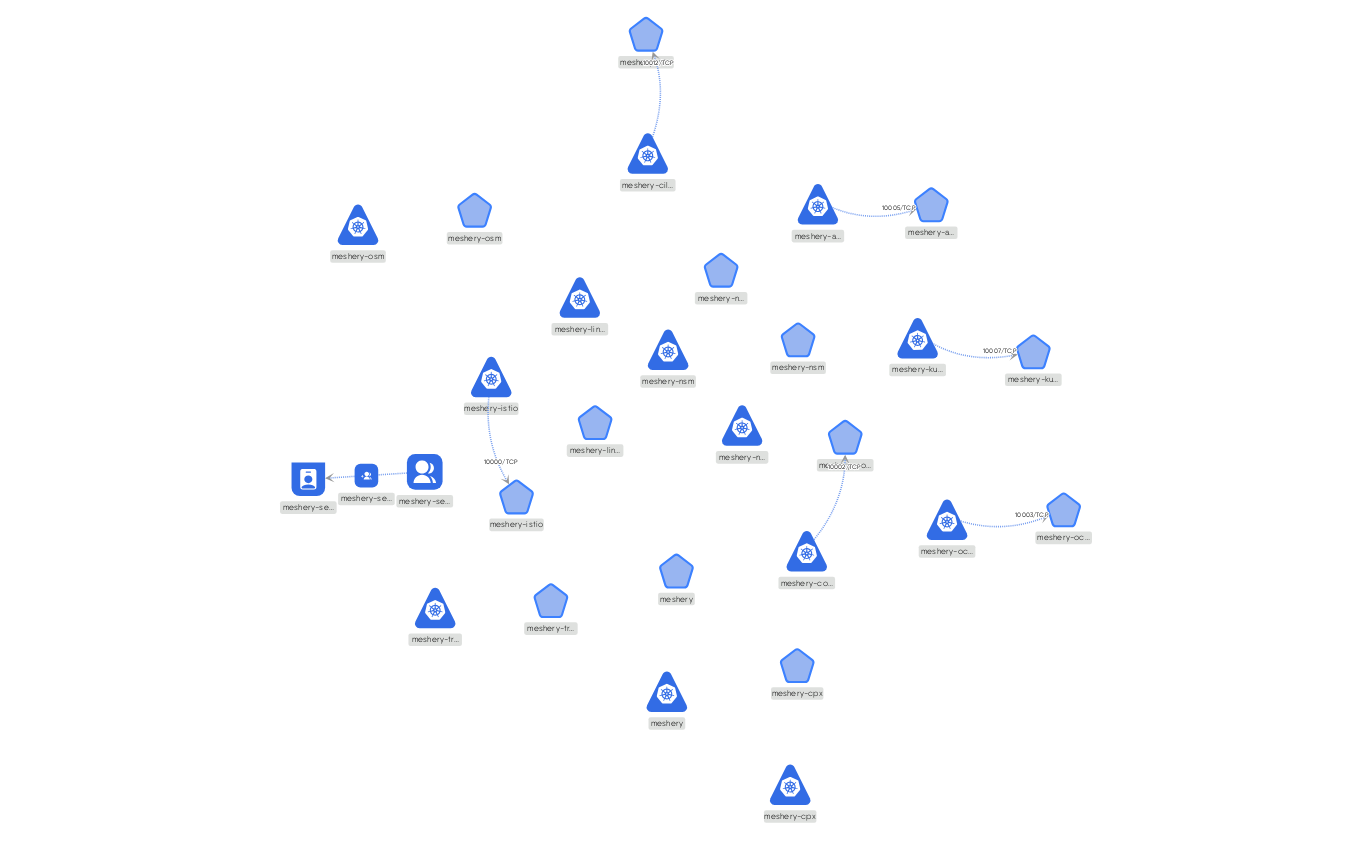 10012/TCP
meshery-cil...
meshery-osm
meshery-osm
10005/TCP
meshery-a...
meshery-a...
meshery-n...
meshery-lin...
meshery-nsm
meshery-nsm
10007/TCP
meshery-ku...
meshery-ku...
meshery-istio
meshery-lin...
meshery-n...
10002/TCP
10000/TCP
meshery-se...
meshery-se...
meshery-se...
meshery-istio
10003/TCP
meshery-oc...
meshery-oc...
meshery-co...
meshery
meshery-tr...
meshery-tr...
meshery-cpx
meshery
meshery-cpx